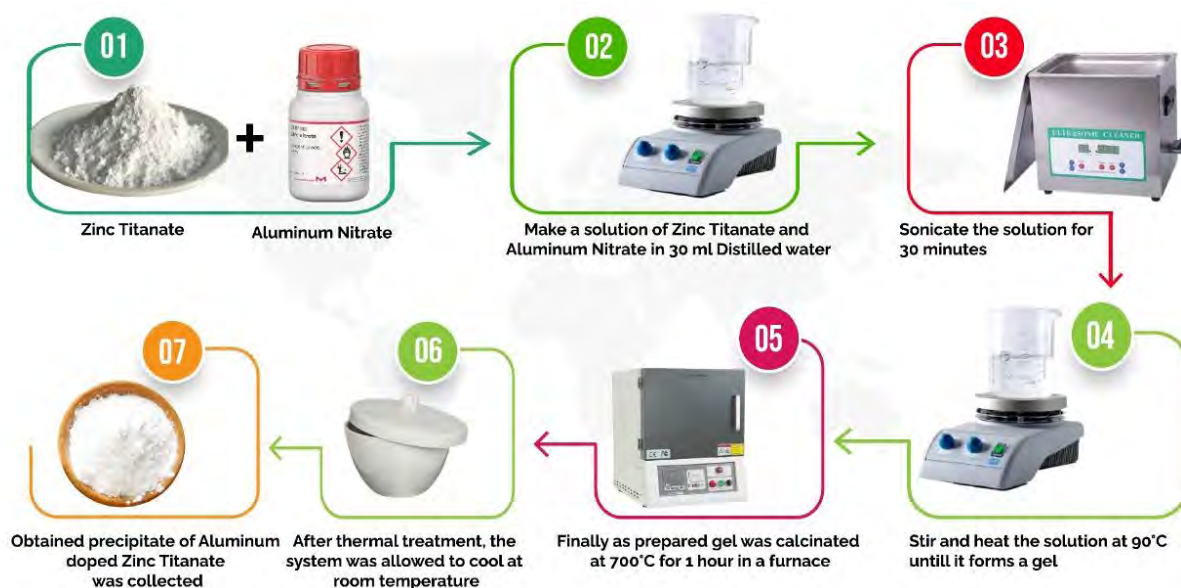 01
+
Zinc Titanate
Aluminum Nitrate
02
Make a solution of Zinc Titanate and
Aluminum Nitrate in 30 ml Distilled water
03
ULTRASONIC CLEANER
Sonicate the solution for
30 minutes
04
Stir and heat the solution at 90°C
untill it forms a gel
05
Finally as prepared gel was calcinated
at 700°C for 1 hour in a furnace
06
After thermal treatment, the
system was allowed to cool at
room temperature
07
Obtained precipitate of Aluminum
doped Zinc Titanate
was collected